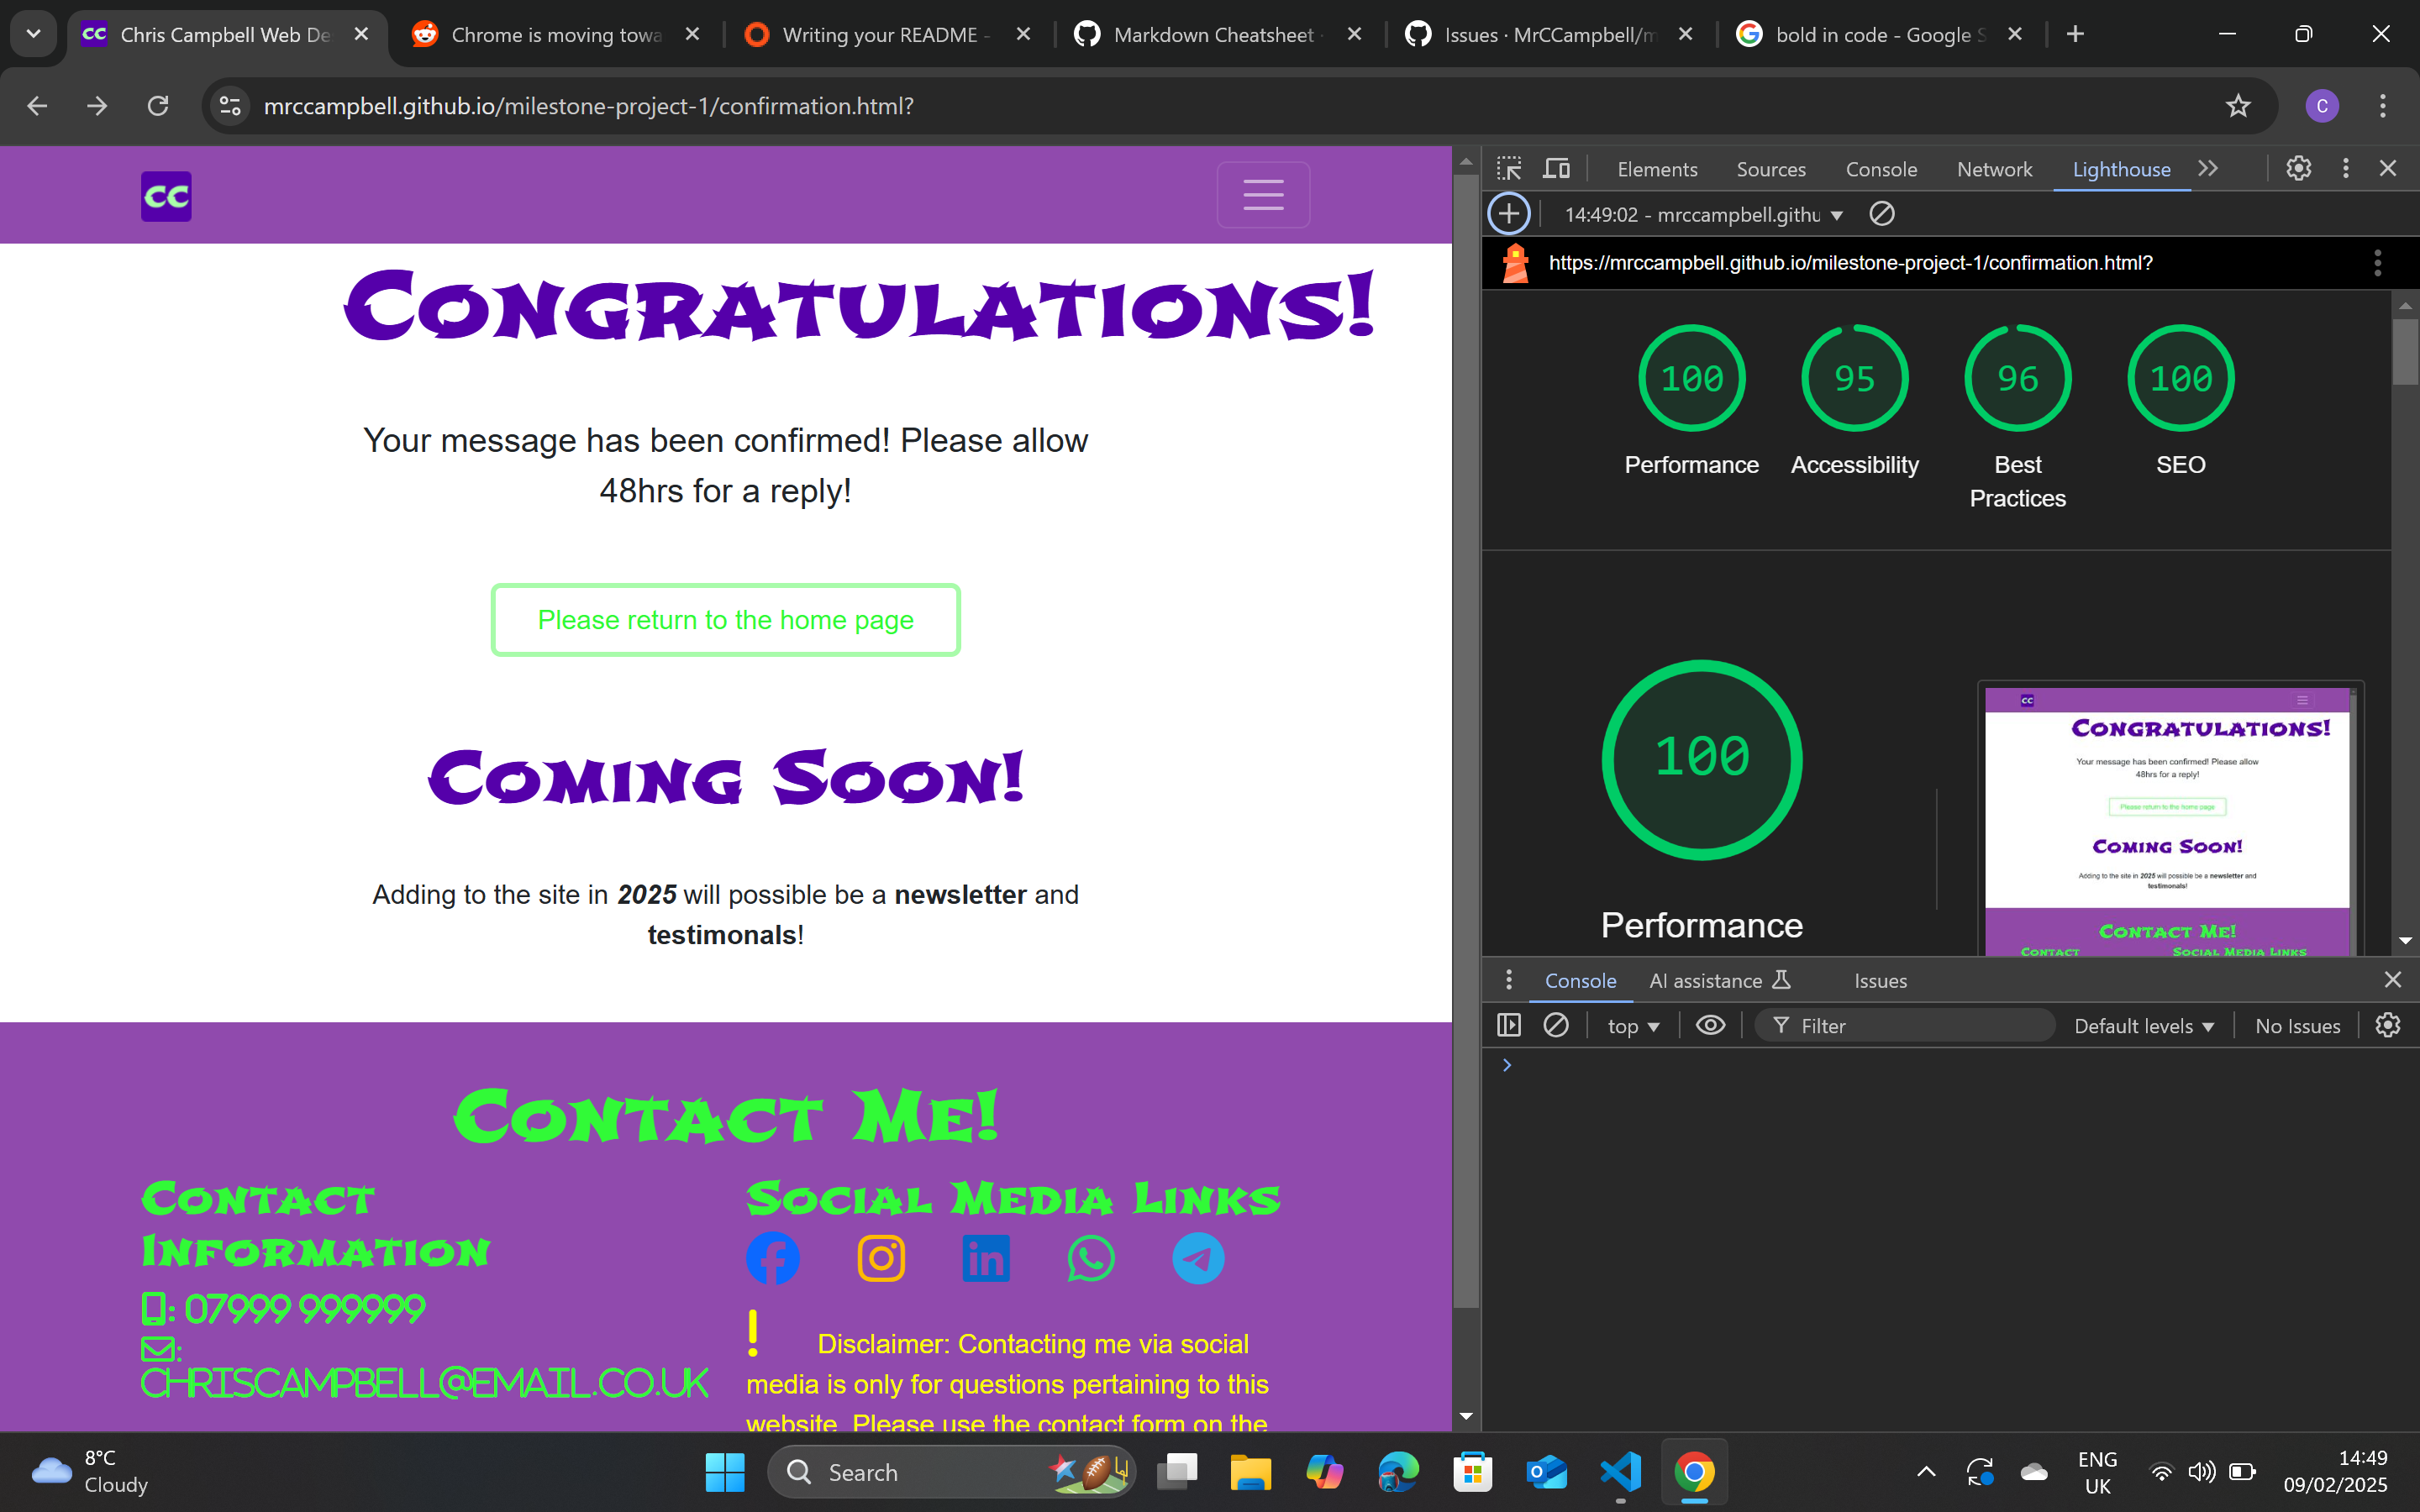 Chris Campbell Web De
Chrome is moving towa
Writing your README -
Markdown Cheatsheet ·
Issues · MrCCampbell/m
bold in code - Google S
mrccampbell.github.io/milestone-project-1/confirmation.html?
C
CC
Congratulations!
Your message has been confirmed! Please allow
48hrs for a reply!
Please return to the home page
Coming Soon!
Adding to the site in 2025 will possible be a newsletter and
testimonals!
Contact Me!
Contact
Information
: 07999 999999
:
CHRISCAMPBELL@EMAIL.CO.UK
Social Media Links
Disclaimer: Contacting me via social
media is only for questions pertaining to this
website. Please use the contact form on the
Elements Sources Console Network Lighthouse
14:49:02 - mrccampbell.githu
https://mrccampbell.github.io/milestone-project-1/confirmation.html?
100 95 96 100
Performance Accessibility Best Practices SEO
100
Performance
CC
Congratulations!
Your message has been confirmed! Please allow
48hrs for a reply!
Please return to the home page
Coming Soon!
Adding to the site in 2025 will possible be a newsletter and
testimonals!
Contact Me!
Contact Social Media Links
Console AI assistance Issues
top Filter Default levels No Issues
8°C
Cloudy
Search
ENG
UK
14:49
09/02/2025